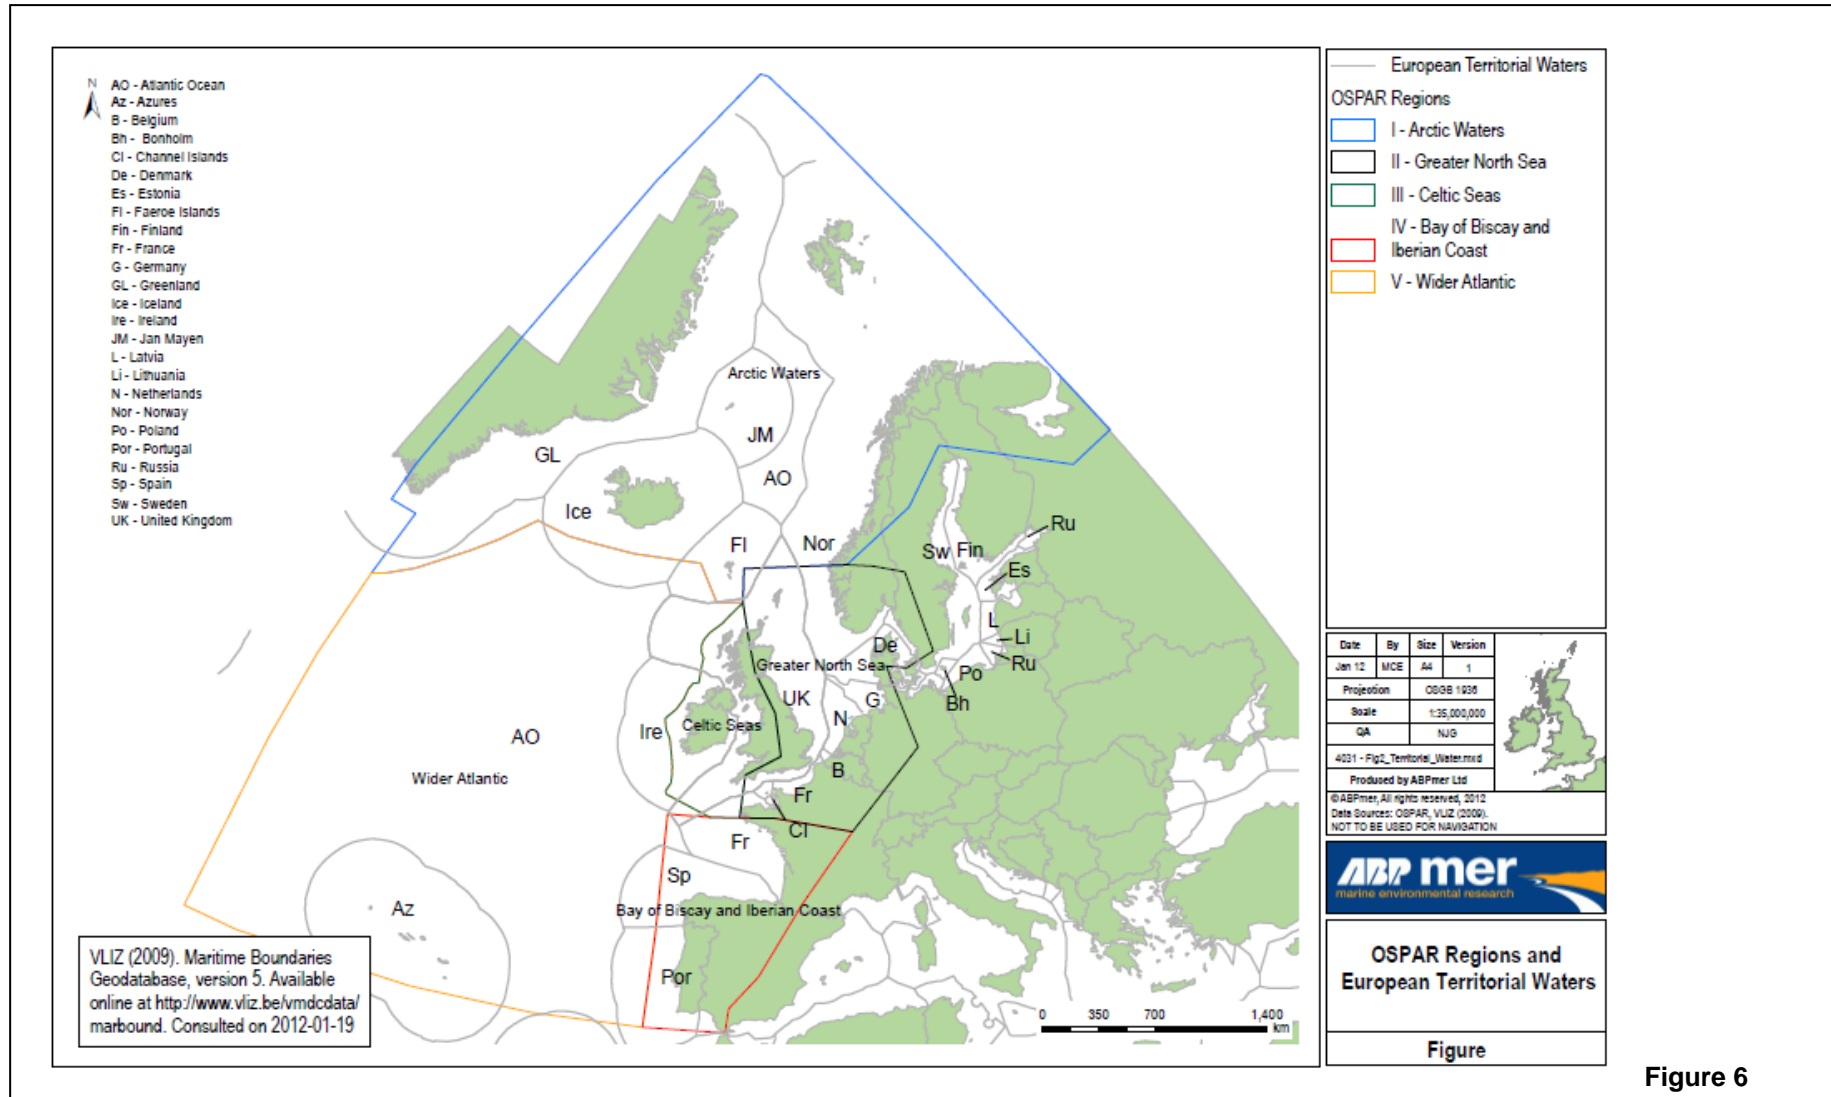 N
AO - Atlantic Ocean
Az - Azures
B - Belgium
Bh - Bonholm
CI - Channel Islands
De - Denmark
Es - Estonia
FI - Faeroe Islands
Fin - Finland
Fr - France
G - Germany
GL - Greenland
Ice - Iceland
Ire - Ireland
JM - Jan Mayen
L - Latvia
Li - Lithuania
N - Netherlands
Nor - Norway
Po - Poland
Por - Portugal
Ru - Russia
Sp - Spain
Sw - Sweden
UK - United Kingdom
Arctic Waters
JM
GL
AO
Ice
FI
Nor
Sw
Fin
Ru
Es
L
Li
Ru
De
Greater North Sea
Po
Bh
UK
G
N
Ire
Celtic Seas
AO
Wider Atlantic
B
Fr
CI
Fr
Sp
Bay of Biscay and Iberian Coast
Az
Por
VLIZ (2009). Maritime Boundaries
Geodatabase, version 5. Available
online at http://www.vliz.be/vmdcdata/
marbound. Consulted on 2012-01-19
0 350 700 1,400
km
European Territorial Waters
OSPAR Regions
I - Arctic Waters
II - Greater North Sea
III - Celtic Seas
IV - Bay of Biscay and
Iberian Coast
V - Wider Atlantic
Date By Size Version
Jan 12 MCE A4 1
Projection OSGB 1936
Scale 1:35,000,000
QA NJG
4031 - Fig2_Territorial_Water.mxd
Produced by ABPmer Ltd
© ABPmer, All rights reserved, 2012
Data Sources: OSPAR, VLIZ (2009).
NOT TO BE USED FOR NAVIGATION
ABP mer
marine environmental research
OSPAR Regions and
European Territorial Waters
Figure
Figure 6